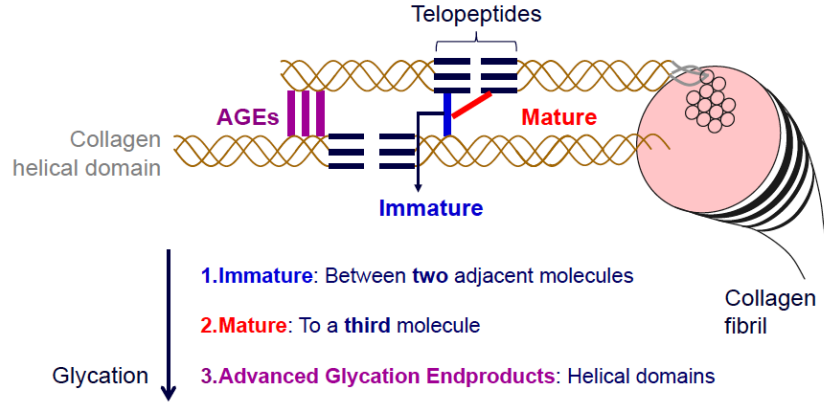 Telopeptides
AGEs
Mature
Collagen
helical domain
Immature
1.Immature: Between two adjacent molecules
2.Mature: To a third molecule
Collagen
fibril
Glycation
3.Advanced Glycation Endproducts: Helical domains